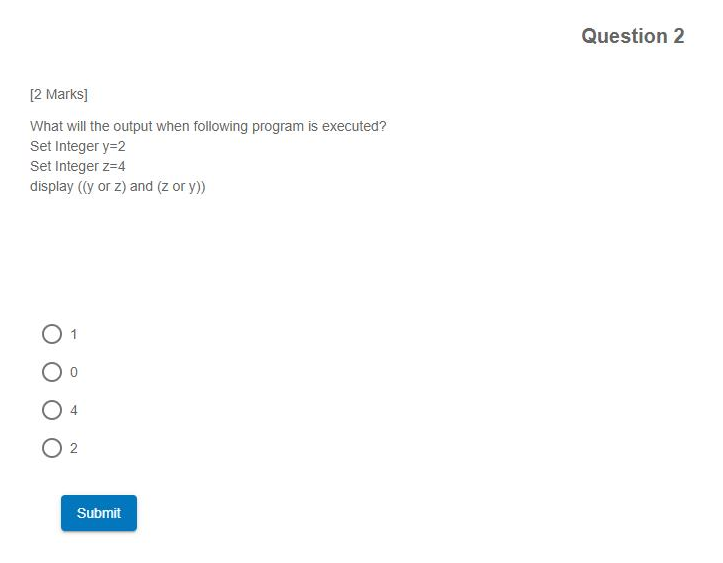 Question 2
[2 Marks]
What will the output when following program is executed?
Set Integer y=2
Set Integer z=4
display ((y or z) and (z or y))
1
0
4
2
Submit